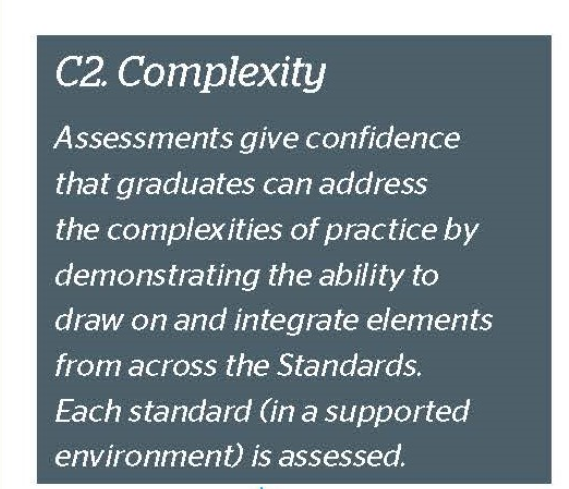 C2. Complexity
Assessments give confidence
that graduates can address
the complexities of practice by
demonstrating the ability to
draw on and integrate elements
from across the Standards.
Each standard (in a supported
environment) is assessed.